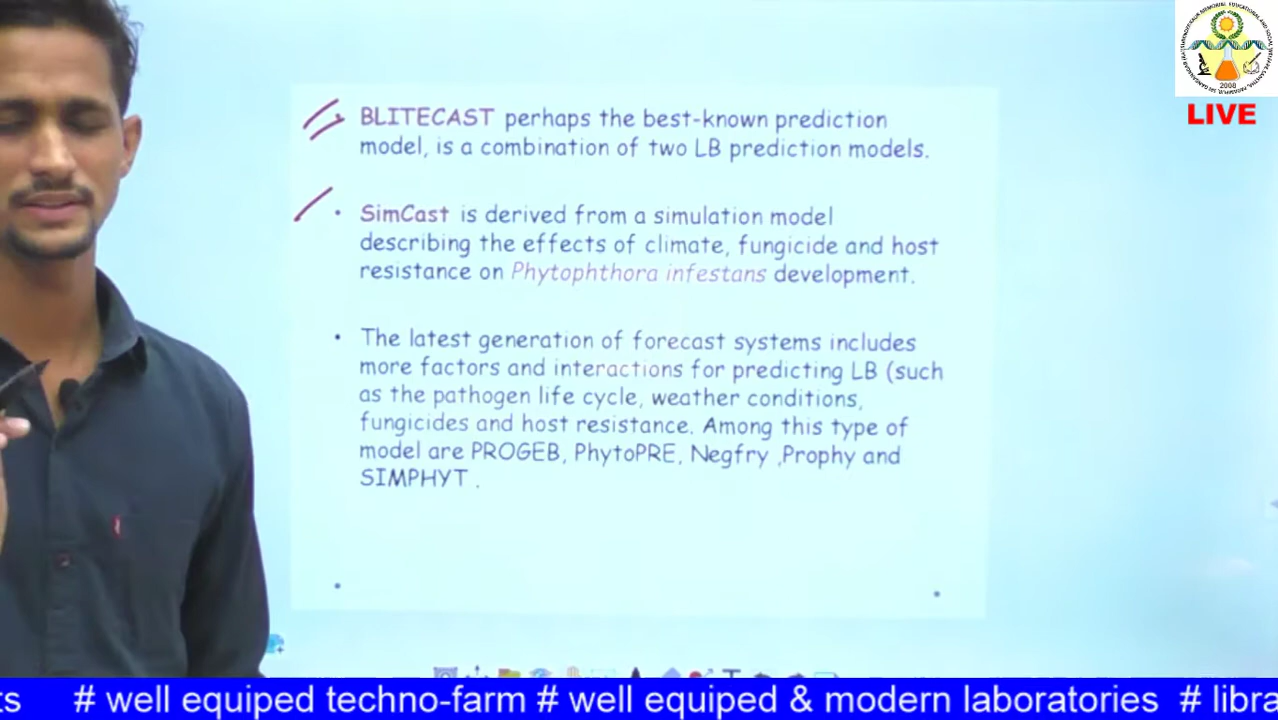 2008
LIVE
BLITECAST perhaps the best-known prediction
model, is a combination of two LB prediction models.
• SimCast is derived from a simulation model
describing the effects of climate, fungicide and host
resistance on Phytophthora infestans development.
• The latest generation of forecast systems includes
more factors and interactions for predicting LB (such
as the pathogen life cycle, weather conditions,
fungicides and host resistance. Among this type of
model are PROGEB, PhytoPRE, Negfry ,Prophy and
SIMPHYT .
ts # well equiped techno-farm # well equiped & modern laboratories # libra